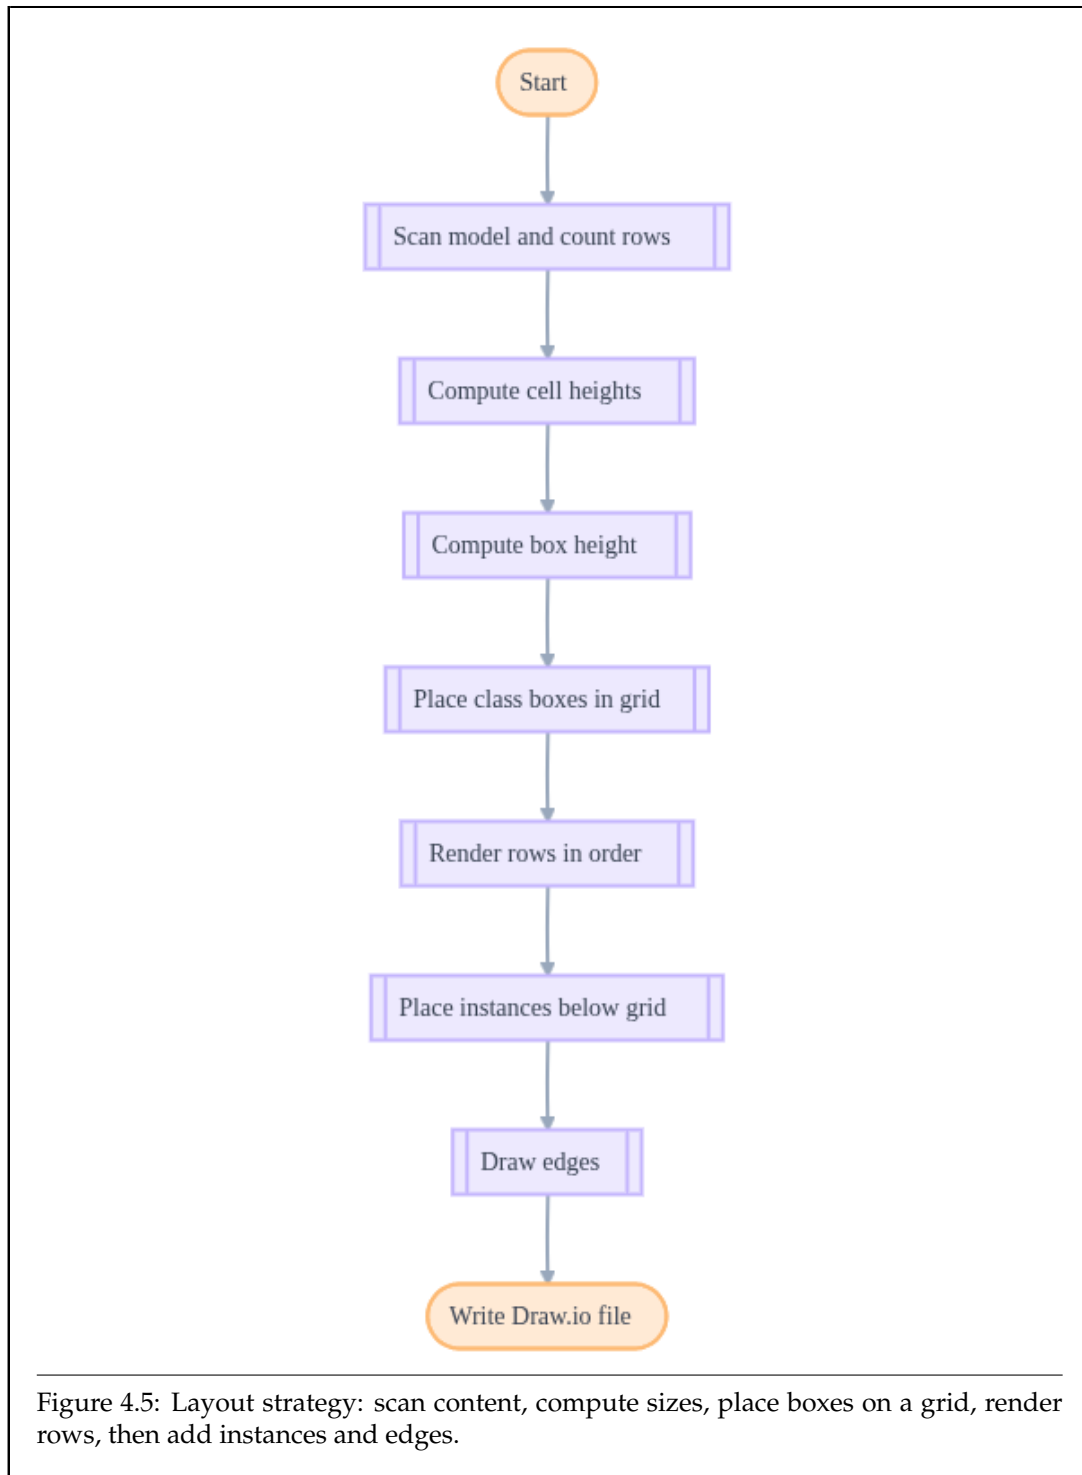 Start
Scan model and count rows
Compute cell heights
Compute box height
Place class boxes in grid
Render rows in order
Place instances below grid
Draw edges
Write Draw.io file
Figure 4.5: Layout strategy: scan content, compute sizes, place boxes on a grid, render
rows, then add instances and edges.